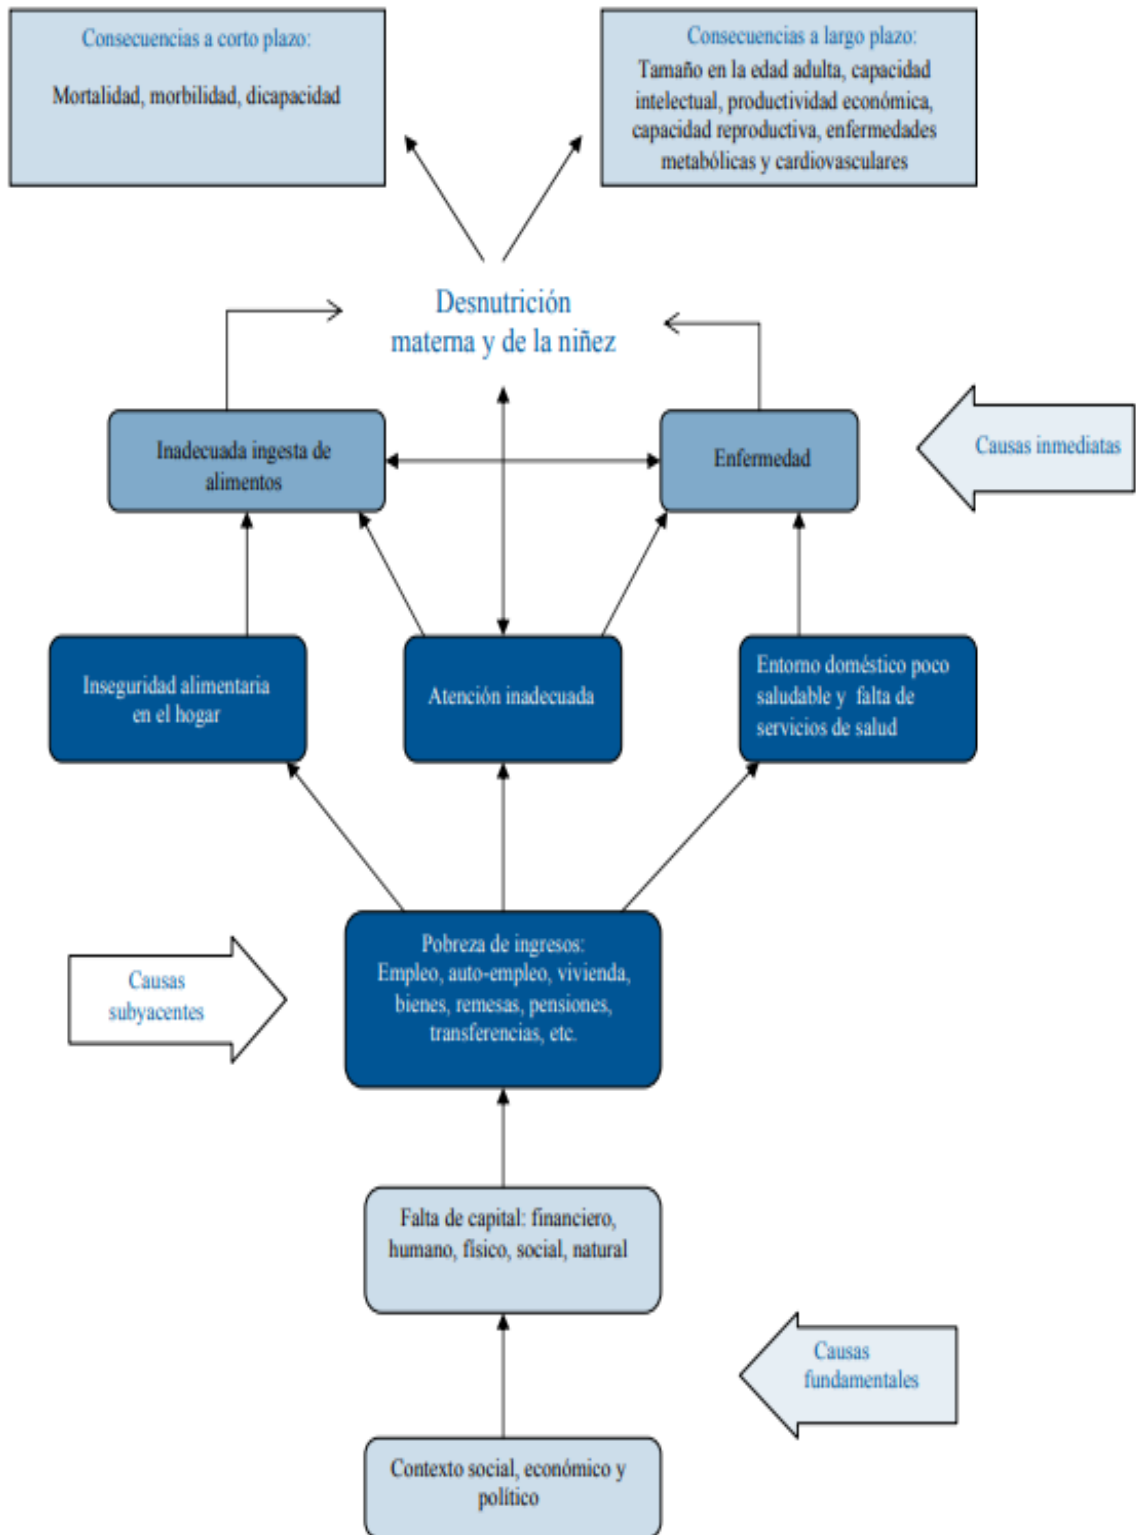 Consecuencias a corto plazo:
Mortalidad, morbilidad, dicapacidad
Consecuencias a largo plazo:
Tamaño en la edad adulta, capacidad
intelectual, productividad económica,
capacidad reproductiva, enfermedades
metabólicas y cardiovasculares
Desnutrición
materna y de la niñez
Inadecuada ingesta de
alimentos
Enfermedad
Causas inmediatas
Inseguridad alimentaria
en el hogar
Atención inadecuada
Entorno doméstico poco
saludable y falta de
servicios de salud
Pobreza de ingresos:
Empleo, auto-empleo, vivienda,
bienes, remesas, pensiones,
transferencias, etc.
Causas
subyacentes
Falta de capital: financiero,
humano, físico, social, natural
Causas
fundamentales
Contexto social, económico y
político